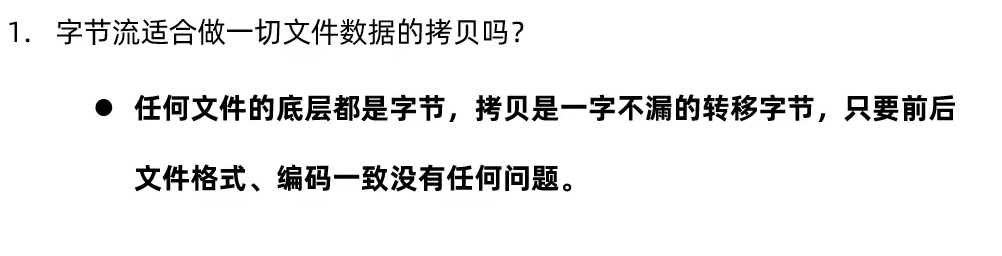 1. 字节流适合做一切文件数据的拷贝吗？
● 任何文件的底层都是字节，拷贝是一字不漏的转移字节，只要前后
文件格式、编码一致没有任何问题。